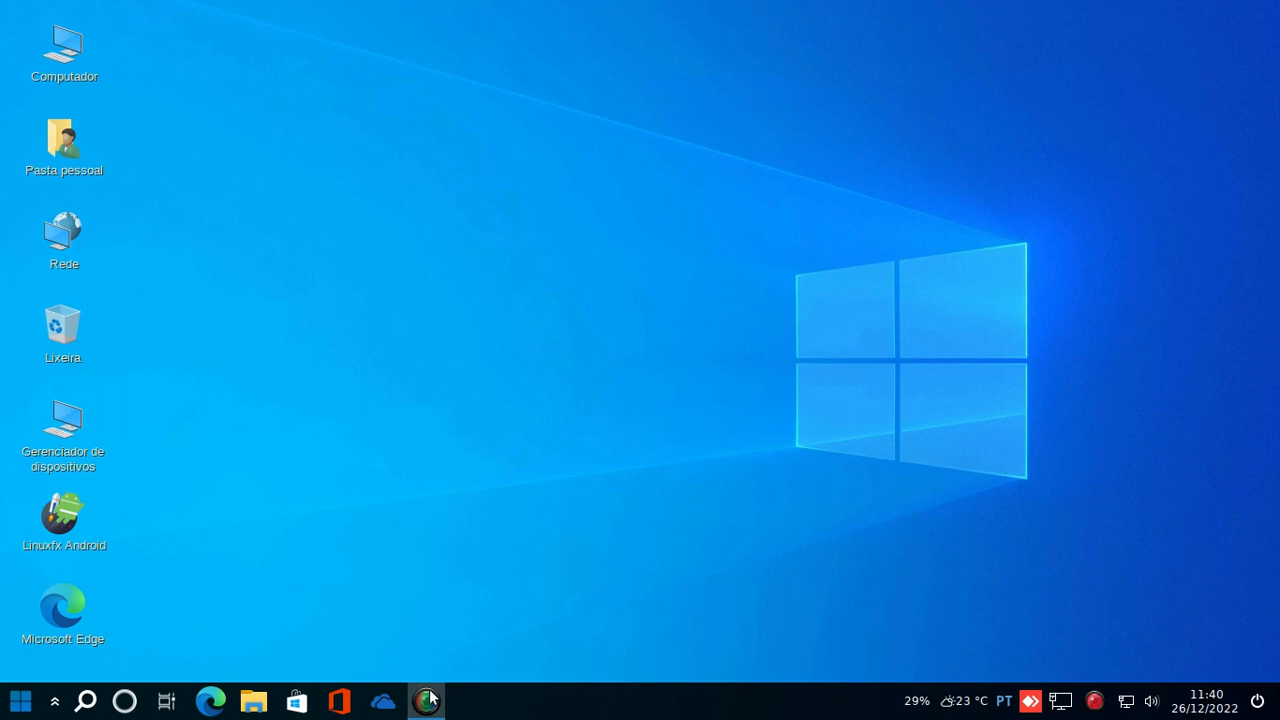 Computador
Pasta pessoal
Rede
Lixeira
Gerenciador de
dispositivos
Linuxfx Android
Microsoft Edge
29% 23 °C PT 11:40
26/12/2022